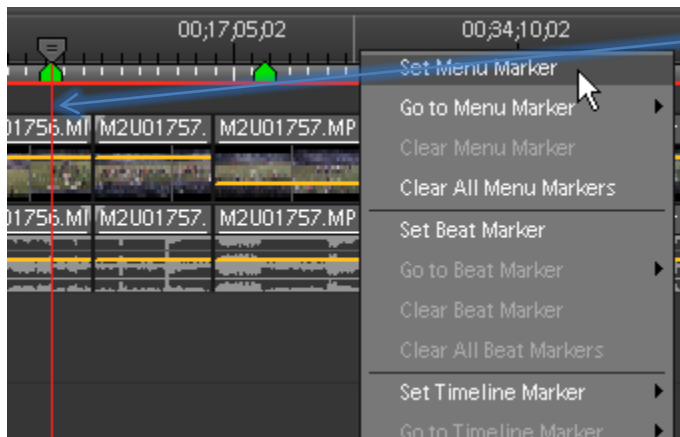 00;17;05;02 00;34;10;02
Set Menu Marker
Go to Menu Marker
Clear Menu Marker
Clear All Menu Markers
01756.MI M2U01757. M2U01757.MP
01756.MI M2U01757. M2U01757.MP
Set Beat Marker
Go to Beat Marker
Clear Beat Marker
Clear All Beat Markers
Set Timeline Marker
Go to Timeline Marker